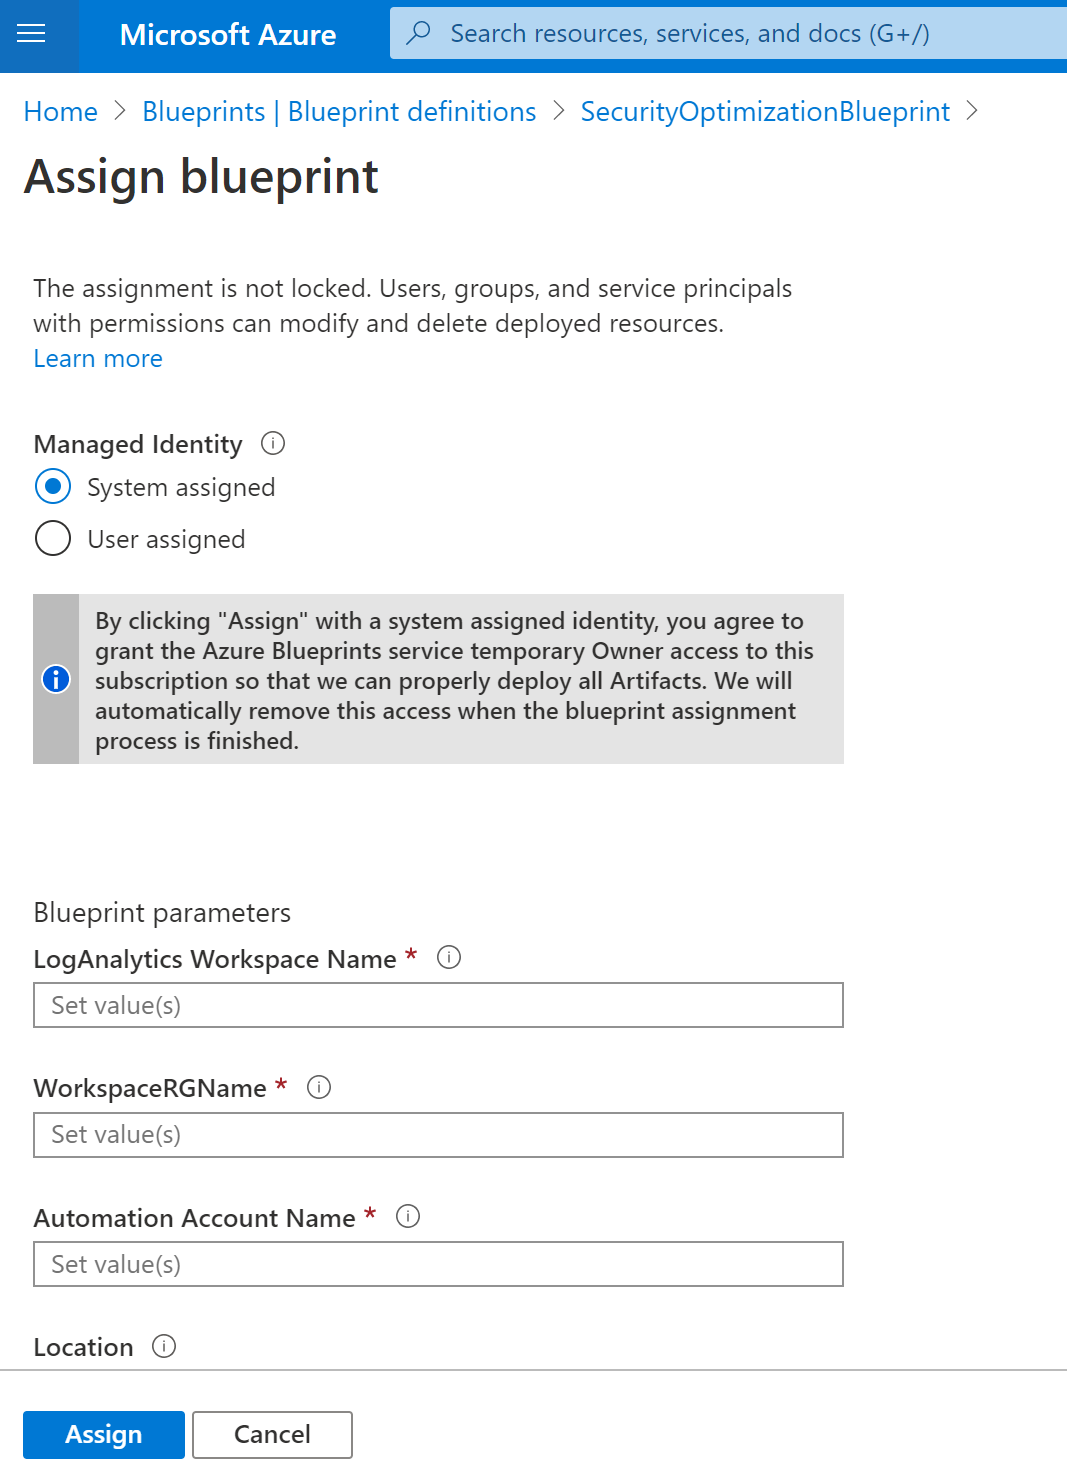 Microsoft Azure
Search resources, services, and docs (G+/)
Home > Blueprints | Blueprint definitions > SecurityOptimizationBlueprint >
Assign blueprint
The assignment is not locked. Users, groups, and service principals
with permissions can modify and delete deployed resources.
Learn more
Managed Identity
System assigned
User assigned
By clicking "Assign" with a system assigned identity, you agree to
grant the Azure Blueprints service temporary Owner access to this
subscription so that we can properly deploy all Artifacts. We will
automatically remove this access when the blueprint assignment
process is finished.
Blueprint parameters
LogAnalytics Workspace Name *
Set value(s)
WorkspaceRGName *
Set value(s)
Automation Account Name *
Set value(s)
Location
Assign
Cancel